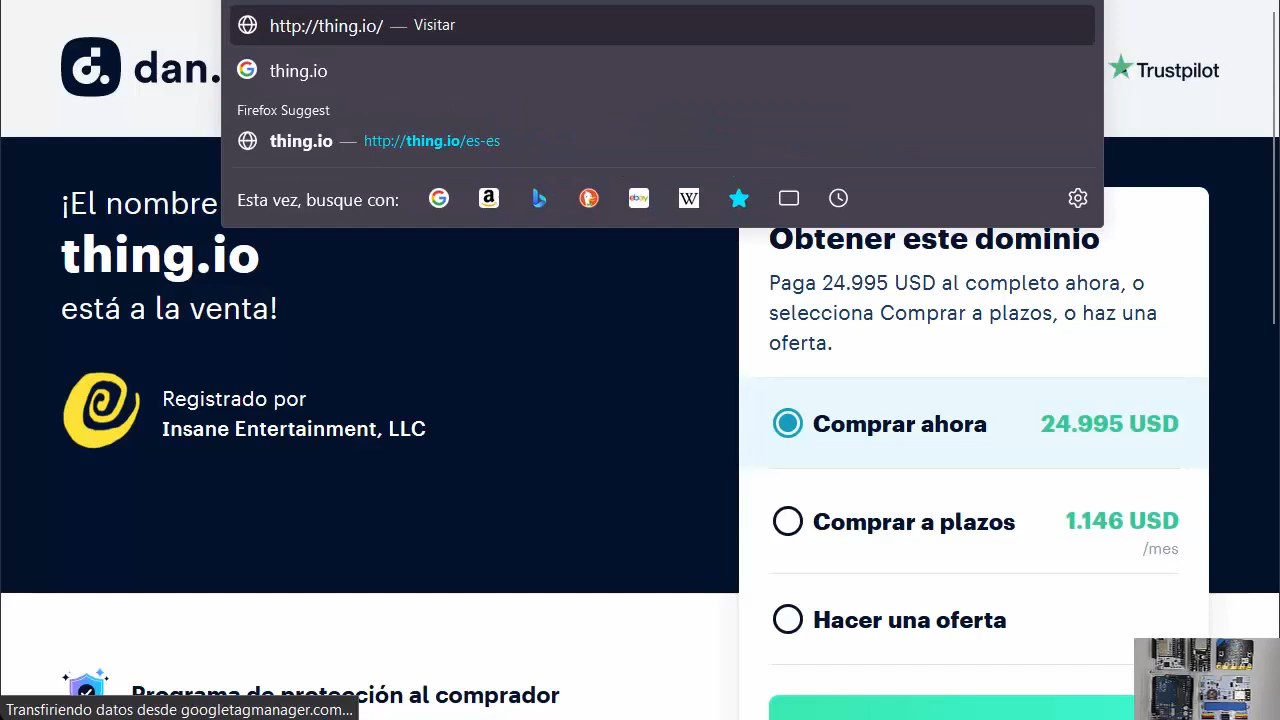 http://thing.io/ — Visitar
thing.io
Firefox Suggest
thing.io — http://thing.io/es-es
Esta vez, busque con:
dan.
Trustpilot
¡El nombre
thing.io
está a la venta!
Registrado por
Insane Entertainment, LLC
Obtener este dominio
Paga 24.995 USD al completo ahora, o
selecciona Comprar a plazos, o haz una
oferta.
Comprar ahora 24.995 USD
Comprar a plazos 1.146 USD
/mes
Hacer una oferta
Programa de protección al comprador
Transfiriendo datos desde googletagmanager.com...